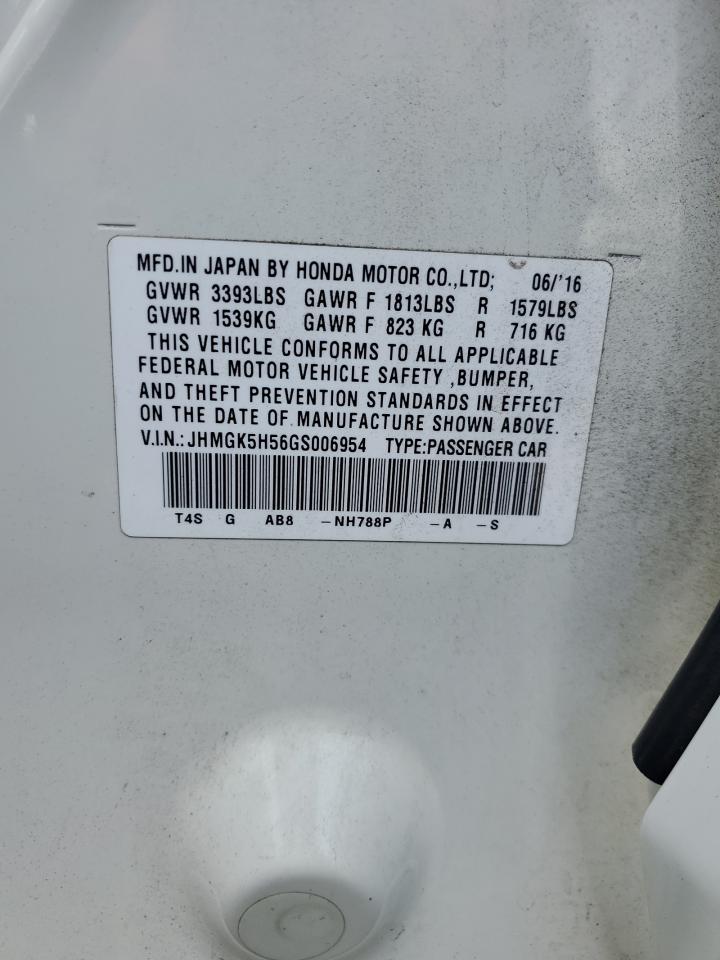 MFD.IN JAPAN BY HONDA MOTOR CO.,LTD; 06/'16
GVWR 3393LBS GAWR F 1813LBS R 1579LBS
GVWR 1539KG GAWR F 823 KG R 716 KG
THIS VEHICLE CONFORMS TO ALL APPLICABLE
FEDERAL MOTOR VEHICLE SAFETY ,BUMPER,
AND THEFT PREVENTION STANDARDS IN EFFECT
ON THE DATE OF MANUFACTURE SHOWN ABOVE.
V.I.N.:JHMGK5H56GS006954 TYPE:PASSENGER CAR
T4S G AB8 -NH788P -A -S